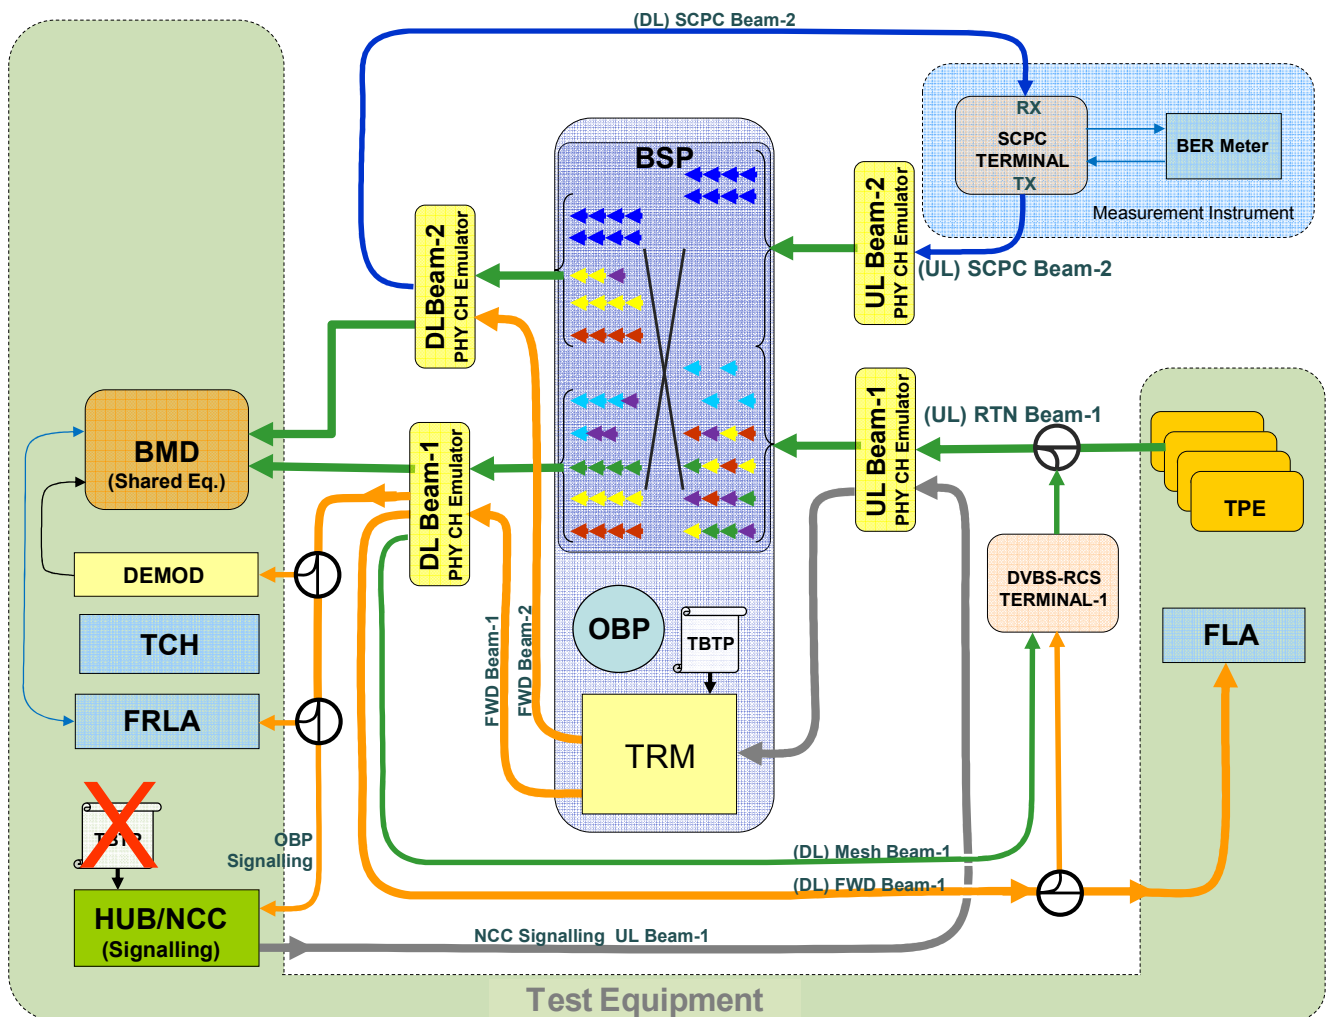 (DL) SCPC Beam-2
RX
SCPC
TERMINAL
TX
BER Meter
Measurement Instrument
BSP
UL Beam-2
PHY CH Emulator
(UL) SCPC Beam-2
DLBeam-2
PHY CH Emulator
BMD
(Shared Eq.)
DL Beam-1
PHY CH Emulator
UL Beam-1
PHY CH Emulator
(UL) RTN Beam-1
TPE
DEMOD
TCH
FRLA
FWD Beam-1
FWD Beam-2
OBP
TBTP
TRM
DVBS-RCS
TERMINAL-1
FLA
TBTP
OBP
Signalling
HUB/NCC
(Signalling)
(DL) Mesh Beam-1
(DL) FWD Beam-1
NCC Signalling UL Beam-1
Test Equipment